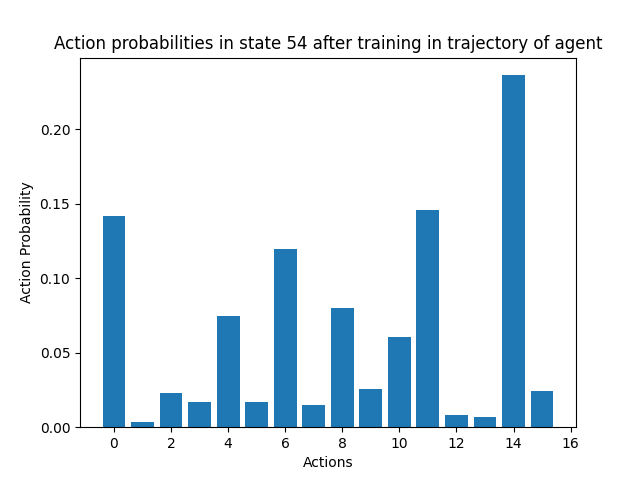 Action probabilities in state 54 after training in trajectory of agent
0.20
0.15
0.10
0.05
0.00
Action Probability
0 2 4 6 8 10 12 14 16
Actions